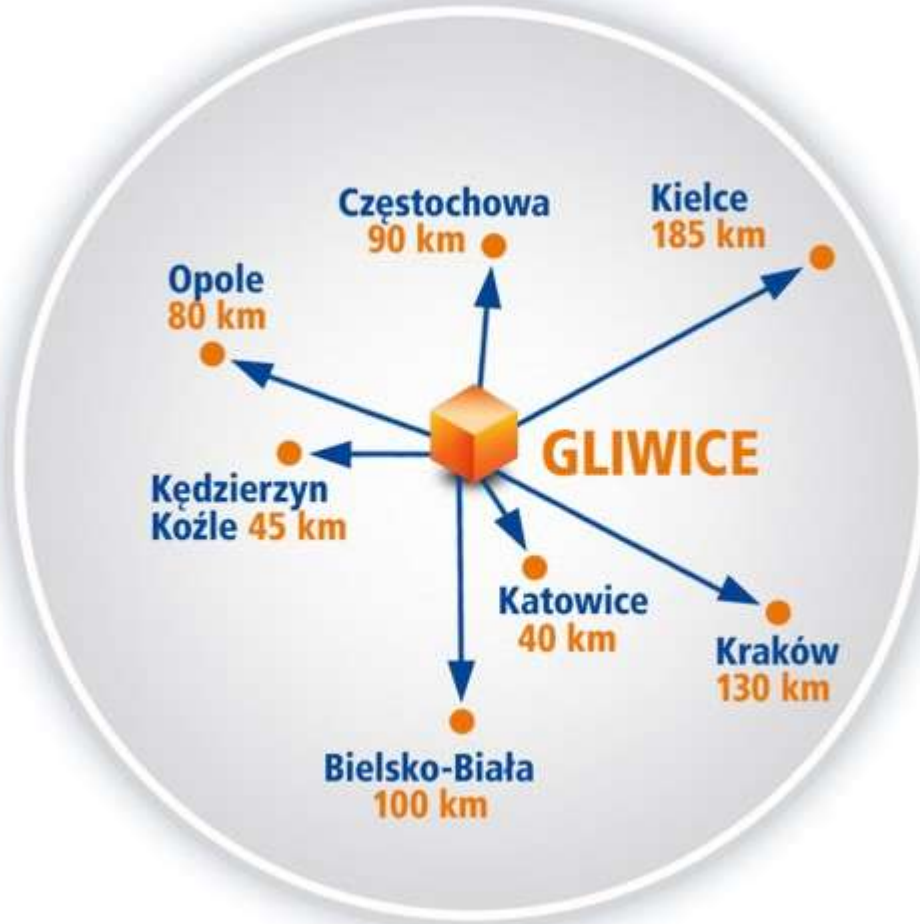 Częstochowa
90 km
Kielce
185 km
Opole
80 km
GLIWICE
Kędzierzyn
Koźle 45 km
Katowice
40 km
Kraków
130 km
Bielsko-Biała
100 km